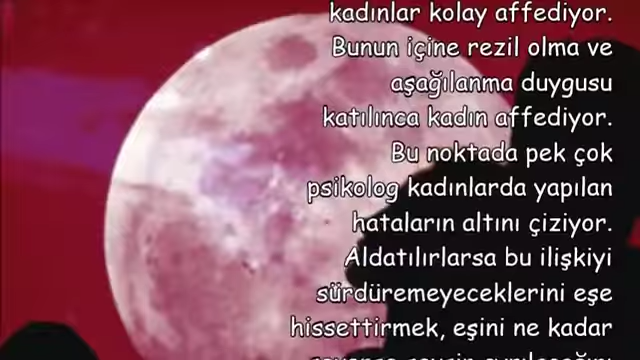 kadınlar kolay affediyor.
Bunun içine rezil olma ve
aşağılanma duygusu
katılınca kadın affediyor.
Bu noktada pek çok
psikolog kadınlarda yapılan
hataların altını çiziyor.
Aldatılırlarsa bu ilişkiyi
sürdüremeyeceklerini eşe
hissettirmek, eşini ne kadar